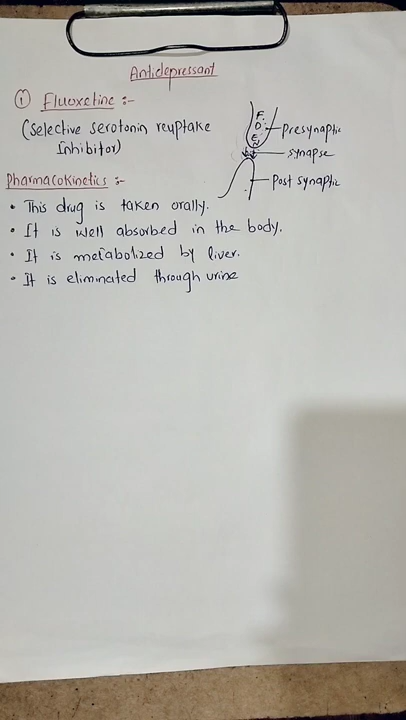 Antidepressant
① Fluoxetine :-
(Selective serotonin reuptake
Inhibitor)
Presynaptic
synapse
Post synaptic
Pharmacokinetics :-
• This drug is taken orally.
• It is well absorbed in the body.
• It is metabolized by liver.
• It is eliminated through urine